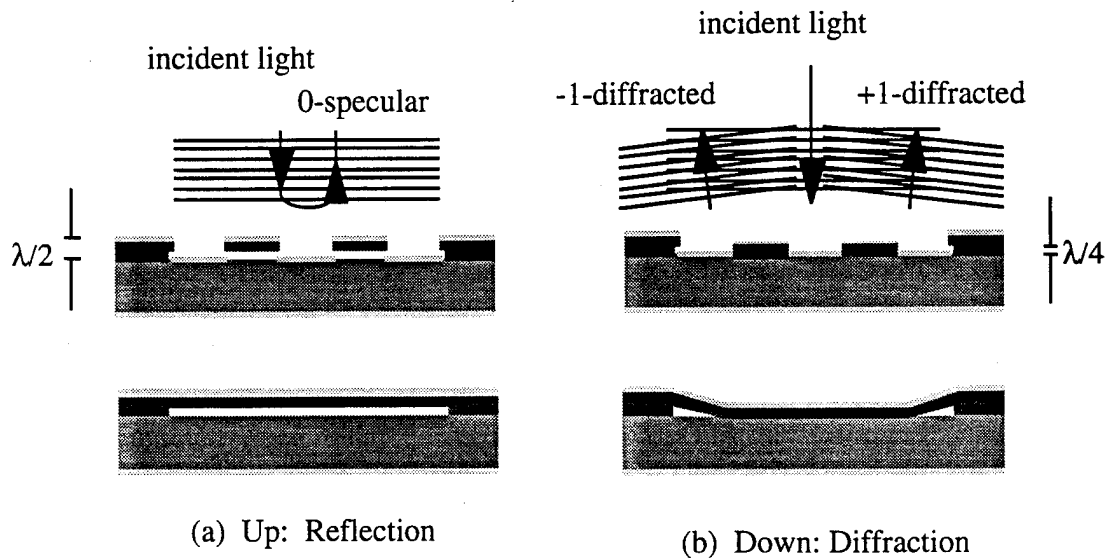 incident light
0-specular
λ/2
(a) Up: Reflection
incident light
-1-diffracted
+1-diffracted
λ/4
(b) Down: Diffraction